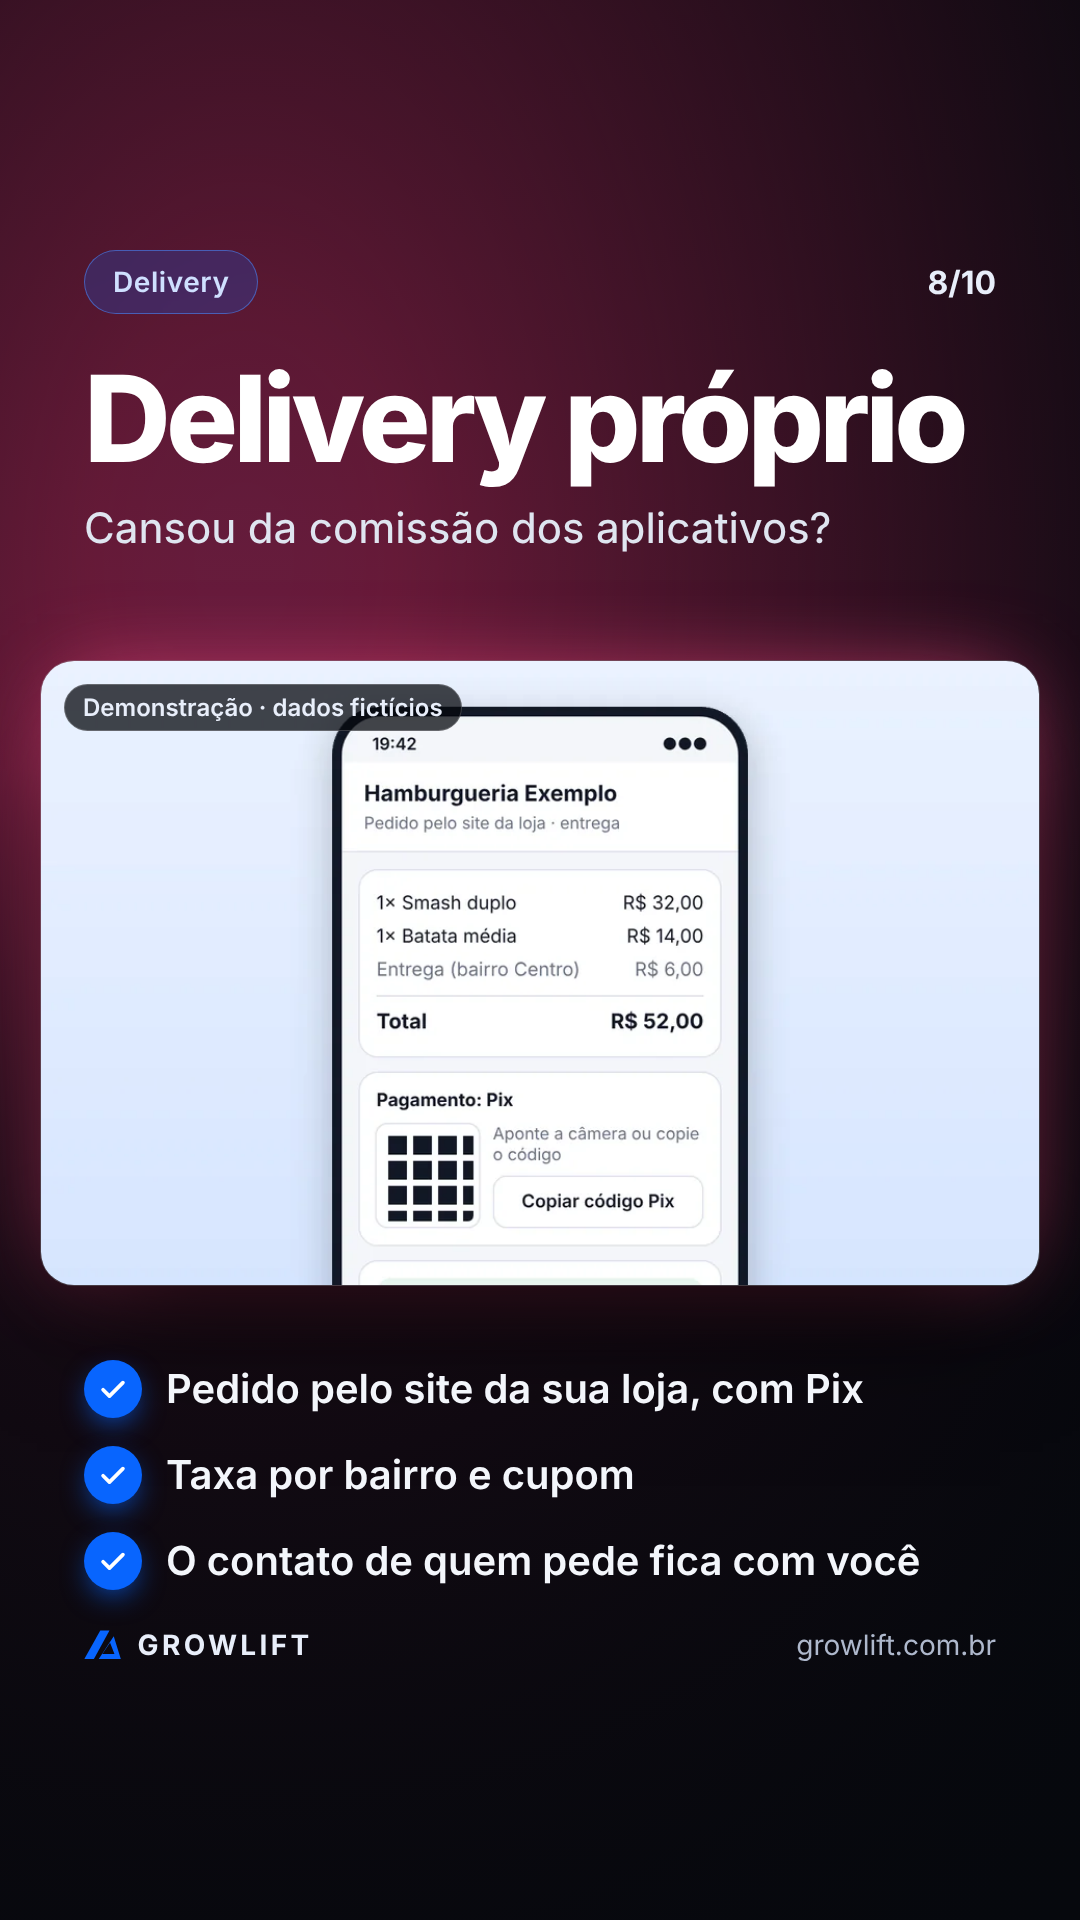 Delivery
8/10
Delivery próprio
Cansou da comissão dos aplicativos?
Demonstração · dados fictícios
19:42
Hamburgueria Exemplo
Pedido pelo site da loja · entrega
1× Smash duplo R$ 32,00
1× Batata média R$ 14,00
Entrega (bairro Centro) R$ 6,00
Total R$ 52,00
Pagamento: Pix
Aponte a câmera ou copie
o código
Copiar código Pix
Pedido pelo site da sua loja, com Pix
Taxa por bairro e cupom
O contato de quem pede fica com você
GROWLIFT
growlift.com.br